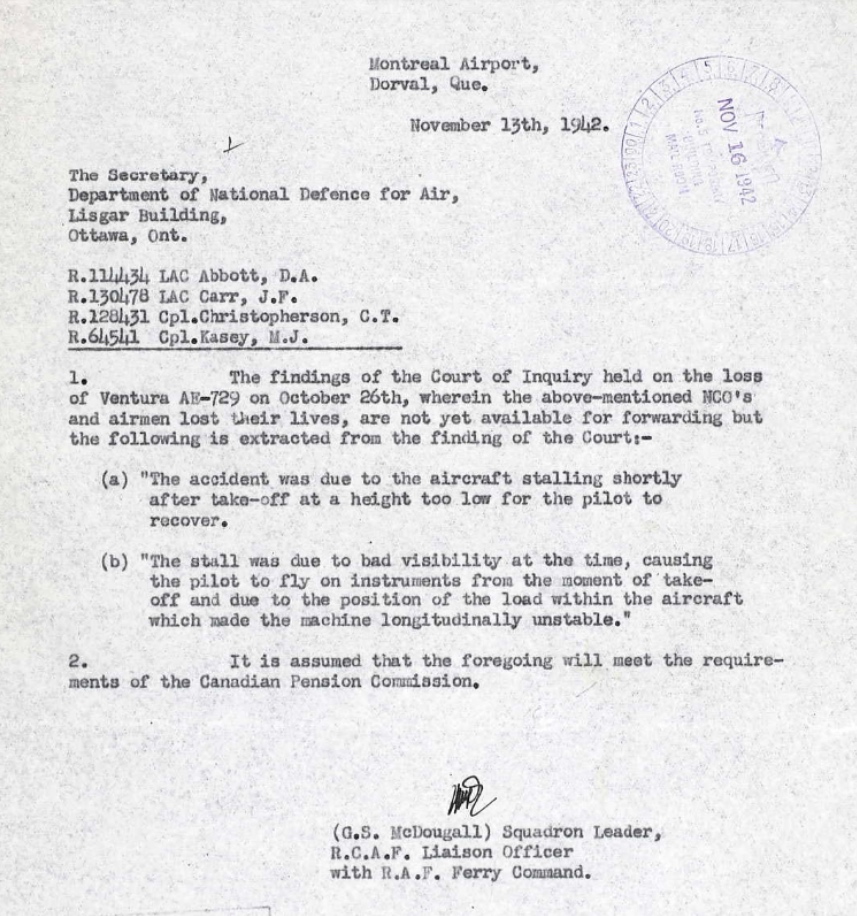 Montreal Airport,
Dorval, Que.
November 13th, 1942.
NOV 16 1942
The Secretary,
Department of National Defence for Air,
Lisgar Building,
Ottawa, Ont.
R.114434 LAC Abbott, D.A.
R.130478 LAC Carr, J.F.
R.128431 Cpl.Christopherson, C.T.
R.64541 Cpl.Kasey, M.J.
1. The findings of the Court of Inquiry held on the loss
of Ventura AE-729 on October 26th, wherein the above-mentioned NCO's
and airmen lost their lives, are not yet available for forwarding but
the following is extracted from the finding of the Court:-
(a) "The accident was due to the aircraft stalling shortly
after take-off at a height too low for the pilot to
recover.
(b) "The stall was due to bad visibility at the time, causing
the pilot to fly on instruments from the moment of take-
off and due to the position of the load within the aircraft
which made the machine longitudinally unstable."
2. It is assumed that the foregoing will meet the require-
ments of the Canadian Pension Commission.
(G.S. McDougall) Squadron Leader,
R.C.A.F. Liaison Officer
with R.A.F. Ferry Command.